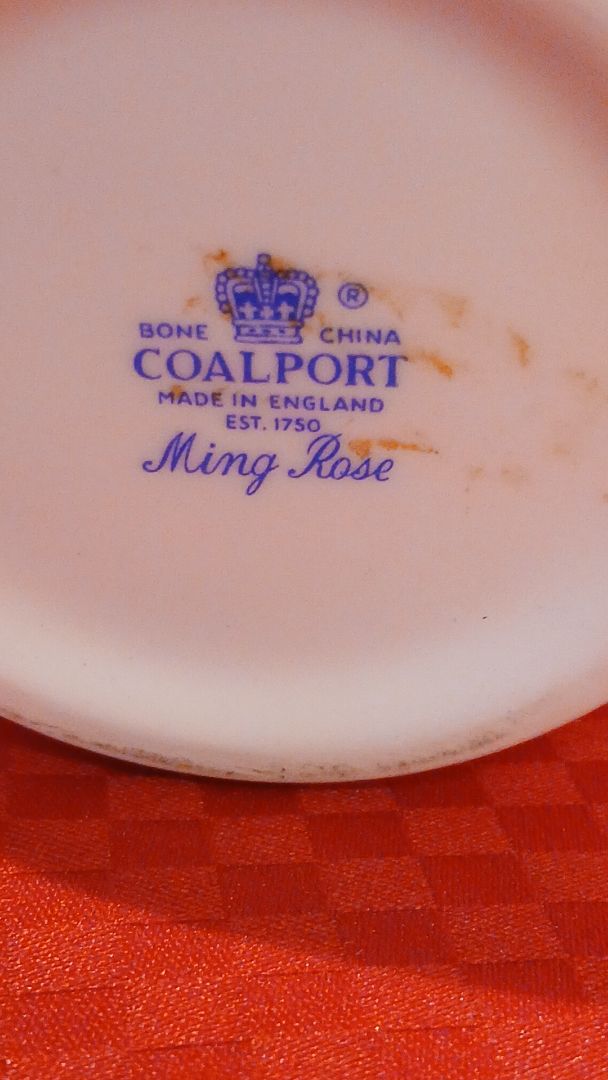 ®
BONE CHINA
COALPORT
MADE IN ENGLAND
EST. 1750
Ming Rose